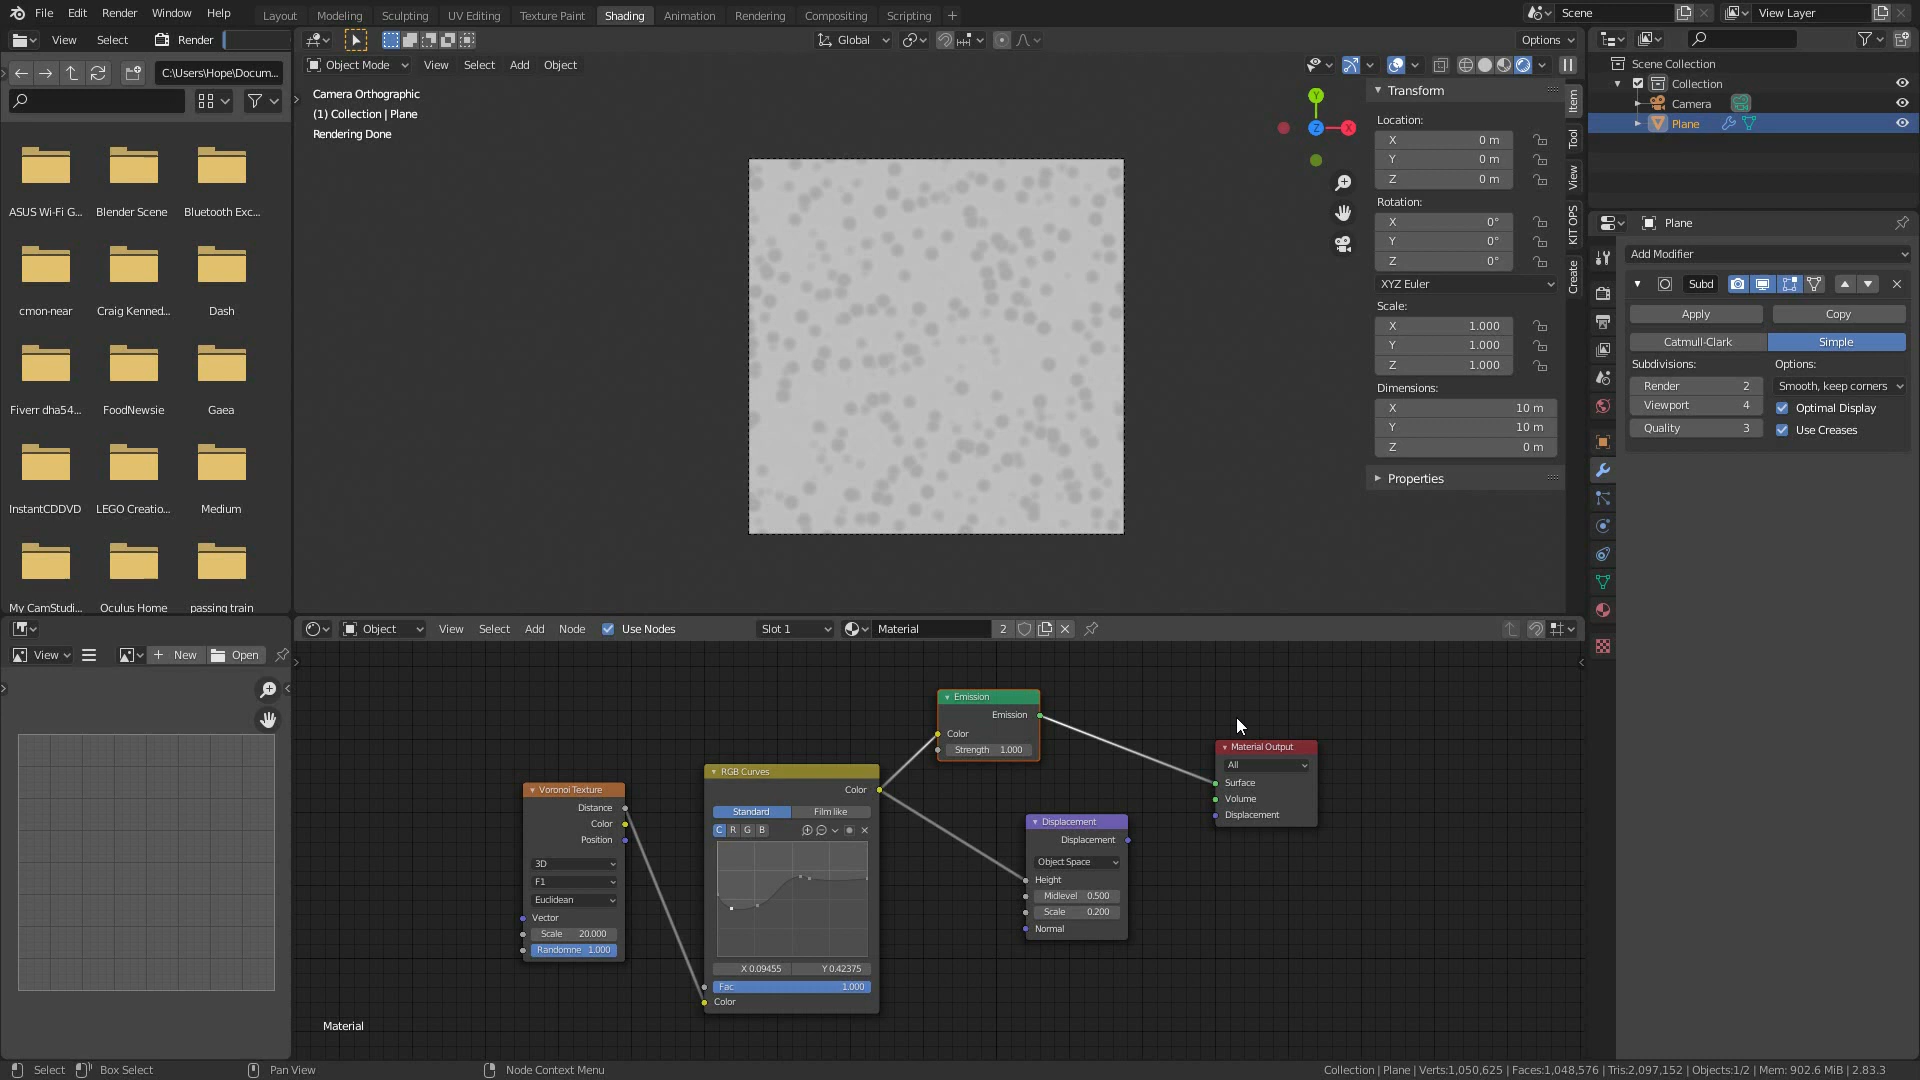 File Edit Render Window Help
Layout Modeling Sculpting UV Editing Texture Paint Shading Animation Rendering Compositing Scripting +
Scene
View Layer
View Select Render
Global
Options
C:\Users\Hope\Docum...
Object Mode View Select Add Object
Camera Orthographic
(1) Collection | Plane
Rendering Done
ASUS Wi-Fi G... Blender Scene Bluetooth Exc...
cmon-near Craig Kenned... Dash
Fiverr dha54... FoodNewsie Gaea
InstantCDDVD LEGO Creatio... Medium
My CamStudi... Oculus Home passing train
Y
Z
X
Transform
Location:
X 0 m
Y 0 m
Z 0 m
Rotation:
X 0°
Y 0°
Z 0°
XYZ Euler
Scale:
X 1.000
Y 1.000
Z 1.000
Dimensions:
X 10 m
Y 10 m
Z 0 m
Properties
Item
Tool
View
KIT OPS
Create
Scene Collection
Collection
Camera
Plane
Plane
Add Modifier
Subd
Apply Copy
Catmull-Clark Simple
Subdivisions: Options:
Render 2 Smooth, keep corners
Viewport 4 Optimal Display
Quality 3 Use Creases
View New Open
Object View Select Add Node Use Nodes Slot 1 Material 2
Voronoi Texture
Distance
Color
Position
3D
F1
Euclidean
Vector
Scale 20.000
Randomne 1.000
RGB Curves
Color
Standard Film like
C R G B
X 0.09455 Y 0.42375
Fac 1.000
Color
Emission
Emission
Color
Strength 1.000
Displacement
Displacement
Object Space
Height
Midlevel 0.500
Scale 0.200
Normal
Material Output
All
Surface
Volume
Displacement
Material
Select Box Select Pan View Node Context Menu
Collection | Plane | Verts:1,050,625 | Faces:1,048,576 | Tris:2,097,152 | Objects:1/2 | Mem: 902.6 MiB | 2.83.3